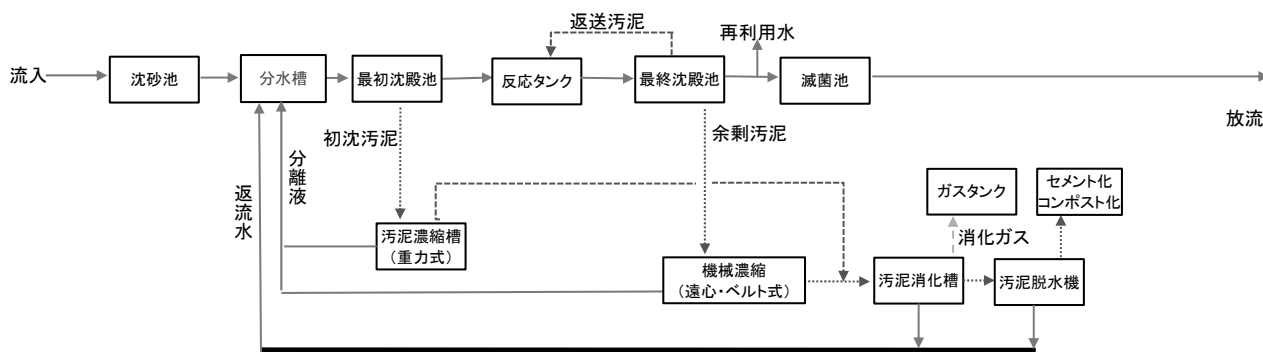 返送汚泥
再利用水
流入
沈砂池
分水槽
最初沈殿池
反応タンク
最終沈殿池
滅菌池
放流
初沈汚泥
余剰汚泥
分離液
返流水
ガスタンク
セメント化
コンポスト化
汚泥濃縮槽
（重力式）
消化ガス
機械濃縮
（遠心・ベルト式）
汚泥消化槽
汚泥脱水機